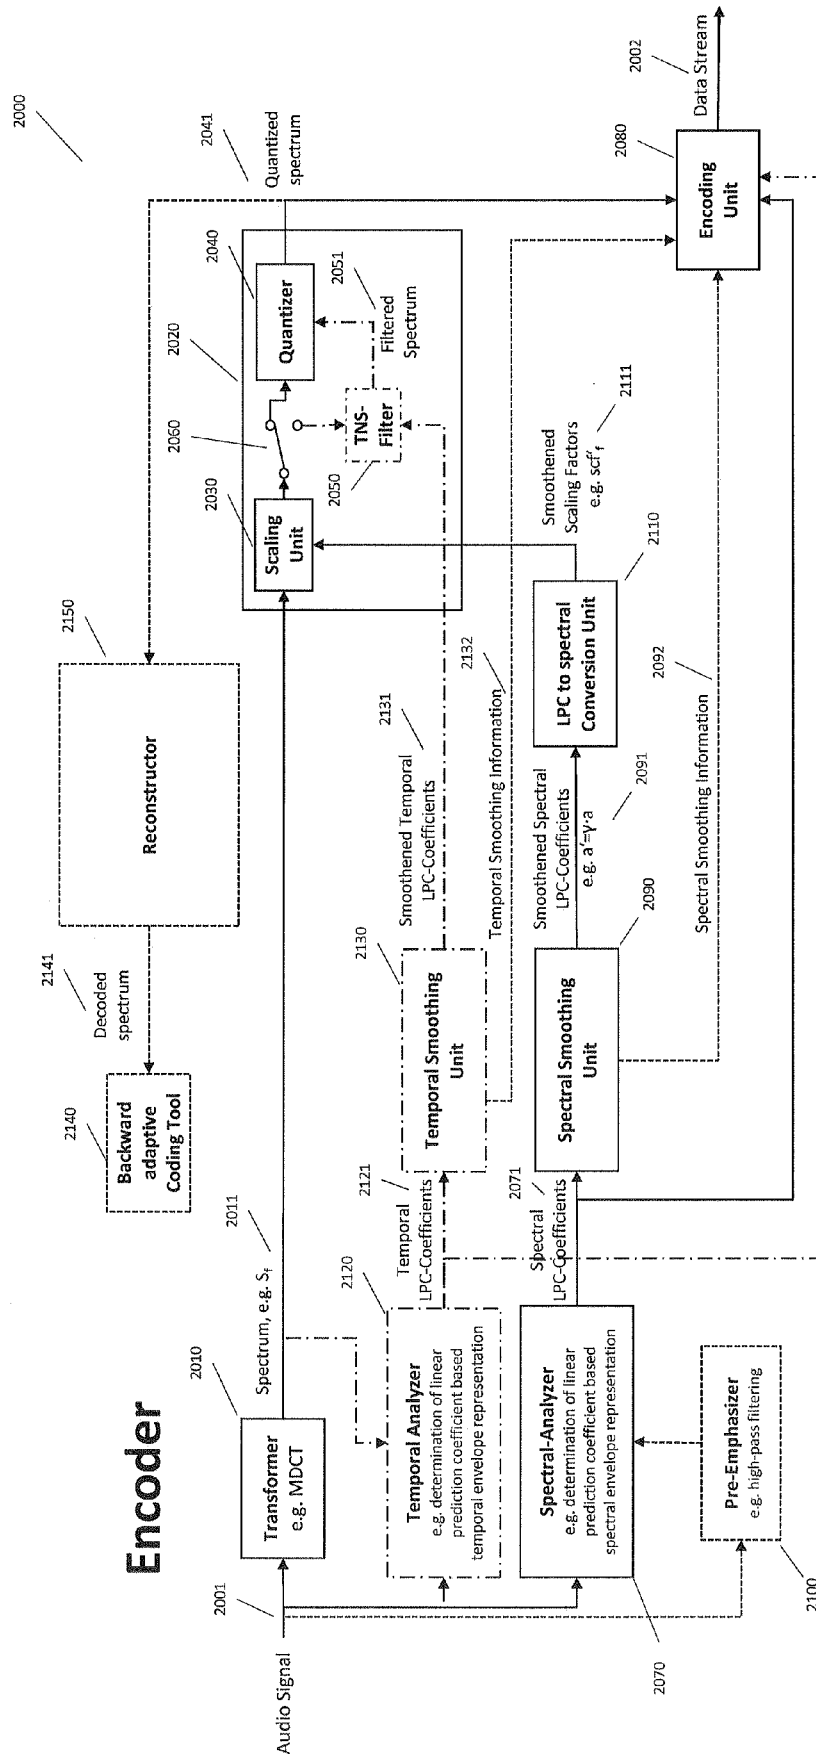 Encoder
2000
Audio Signal
2001
Transformer
e.g. MDCT
2010
Spectrum, e.g. Sf
2011
Backward
adaptive
Coding Tool
2140
Decoded
spectrum
2141
Reconstructor
2150
Scaling
Unit
2030
2060
2020
Quantizer
2040
TNS-
Filter
2050
Filtered
Spectrum
2051
Quantized
spectrum
2041
Temporal Analyzer
e.g. determination of linear
prediction coefficient based
temporal envelope representation
2120
Temporal
LPC-Coefficients
2121
Temporal Smoothing
Unit
2130
Smoothened Temporal
LPC-Coefficients
2131
Temporal Smoothing Information
2132
Spectral-Analyzer
e.g. determination of linear
prediction coefficient based
spectral envelope representation
2070
Spectral
LPC-Coefficients
2071
Spectral Smoothing
Unit
2090
Smoothened Spectral
LPC-Coefficients
e.g. a'=γ·a
2091
LPC to spectral
Conversion Unit
2110
Smoothened
Scaling Factors
e.g. scf'f
2111
Spectral Smoothing Information
2092
Pre-Emphasizer
e.g. high-pass filtering
2100
Encoding
Unit
2080
Data Stream
2002